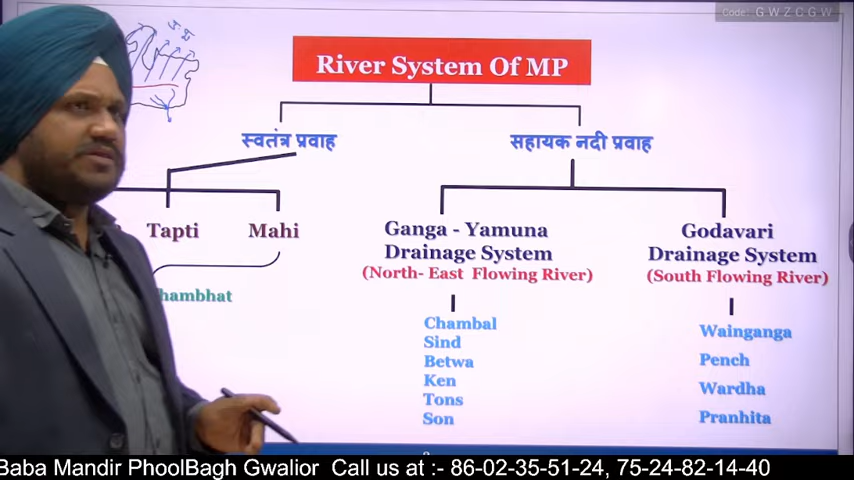 Code: G W Z C G W
River System Of MP
स्वतंत्र प्रवाह
सहायक नदी प्रवाह
Tapti
Mahi
hambhat
Ganga - Yamuna
Drainage System
(North- East Flowing River)
Chambal
Sind
Betwa
Ken
Tons
Son
Godavari
Drainage System
(South Flowing River)
Wainganga
Pench
Wardha
Pranhita
Baba Mandir PhoolBagh Gwalior Call us at :- 86-02-35-51-24, 75-24-82-14-40